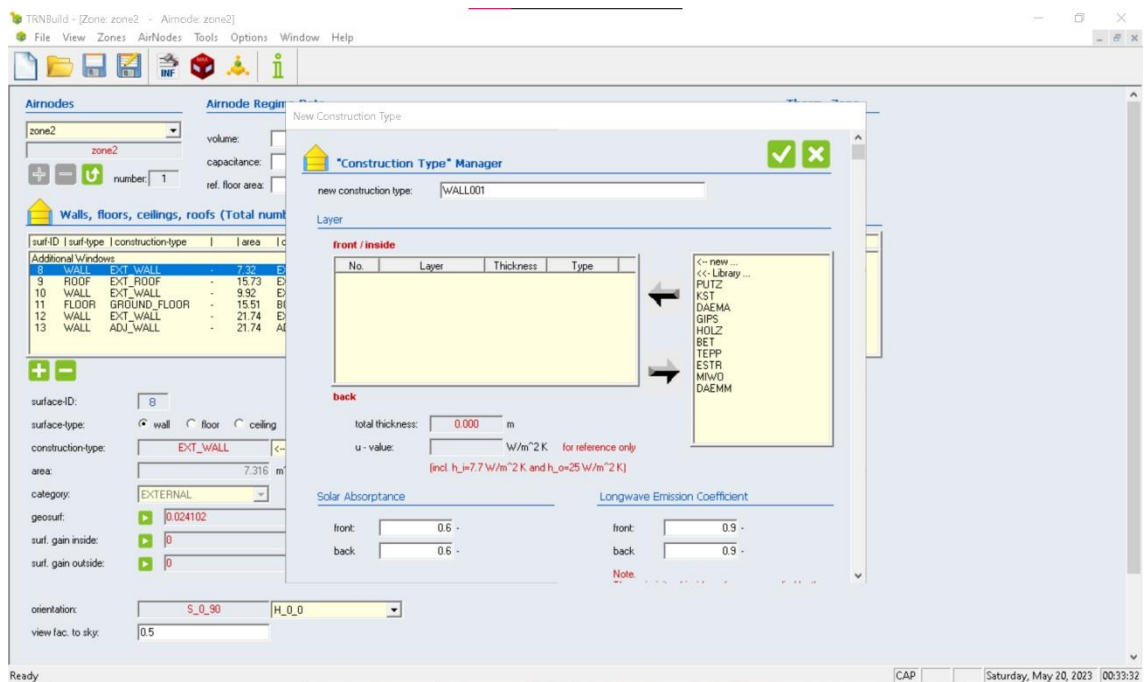 TRNBuild - [Zone: zone2 - Airnode: zone2]
File View Zones AirNodes Tools Options Window Help
INF
Airnodes
Airnode Regime Data
zone2
zone2
number: 1
volume:
capacitance:
ref. floor area:
Walls, floors, ceilings, roofs (Total numb
surf-ID | surf-type | construction-type | | area
Additional Windows
8 WALL EXT_WALL - 7.32
9 ROOF EXT_ROOF - 15.73
10 WALL EXT_WALL - 9.92
11 FLOOR GROUND_FLOOR - 15.51
12 WALL EXT_WALL - 21.74
13 WALL ADJ_WALL - 21.74
surface-ID: 8
surface-type: wall floor ceiling
construction-type: EXT_WALL <--
area: 7.316 m^
category: EXTERNAL
geosurf: 0.024102
surf. gain inside: 0
surf. gain outside: 0
orientation: S_0_90 H_0_0
view fac. to sky: 0.5
New Construction Type
"Construction Type" Manager
new construction type: WALL001
Layer
front / inside
No. Layer Thickness Type
<-- new ...
<<- Library ...
PUTZ
KST
DAEMA
GIPS
HOLZ
BET
TEPP
ESTR
MIWO
DAEMM
back
total thickness: 0.000 m
u - value: W/m^2 K for reference only
(incl. h_i=7.7 W/m^2 K and h_o=25 W/m^2 K)
Solar Absorptance
front: 0.6 -
back 0.6 -
Longwave Emission Coefficient
front: 0.9 -
back 0.9 -
Note.
Ready
CAP
Saturday, May 20, 2023 00:33:32